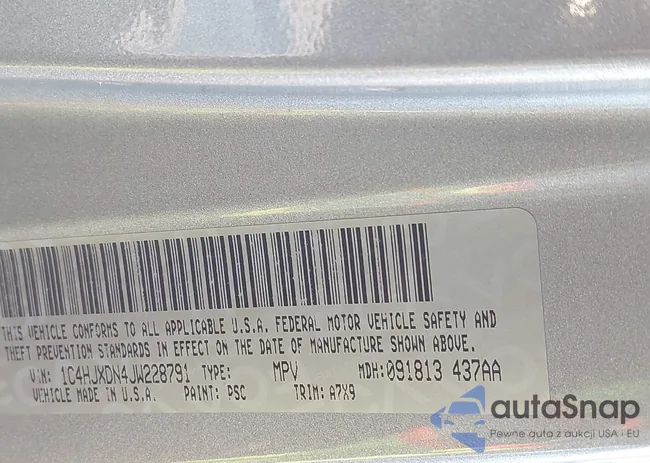 THIS VEHICLE CONFORMS TO ALL APPLICABLE U.S.A. FEDERAL MOTOR VEHICLE SAFETY AND
THEFT PREVENTION STANDARDS IN EFFECT ON THE DATE OF MANUFACTURE SHOWN ABOVE.
VIN: 1C4HJXDN4JW228791 TYPE: MPV MDH: 091813 437AA
VEHICLE MADE IN U.S.A. PAINT: PSC TRIM: A7X9
autaSnap
Pewne auta z aukcji USA i EU